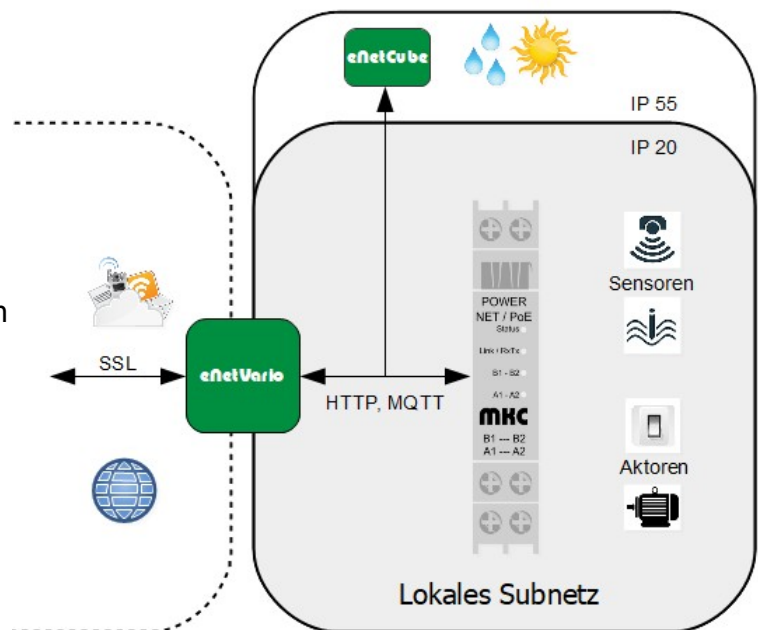 eNetCube
IP 55
IP 20
POWER
NET / PoE
Status
Link / RxTx
B1 - B2
A1 - A2
MKC
B1 --- B2
A1 --- A2
Sensoren
n
SSL
eNetVario
HTTP, MQTT
Aktoren
Lokales Subnetz